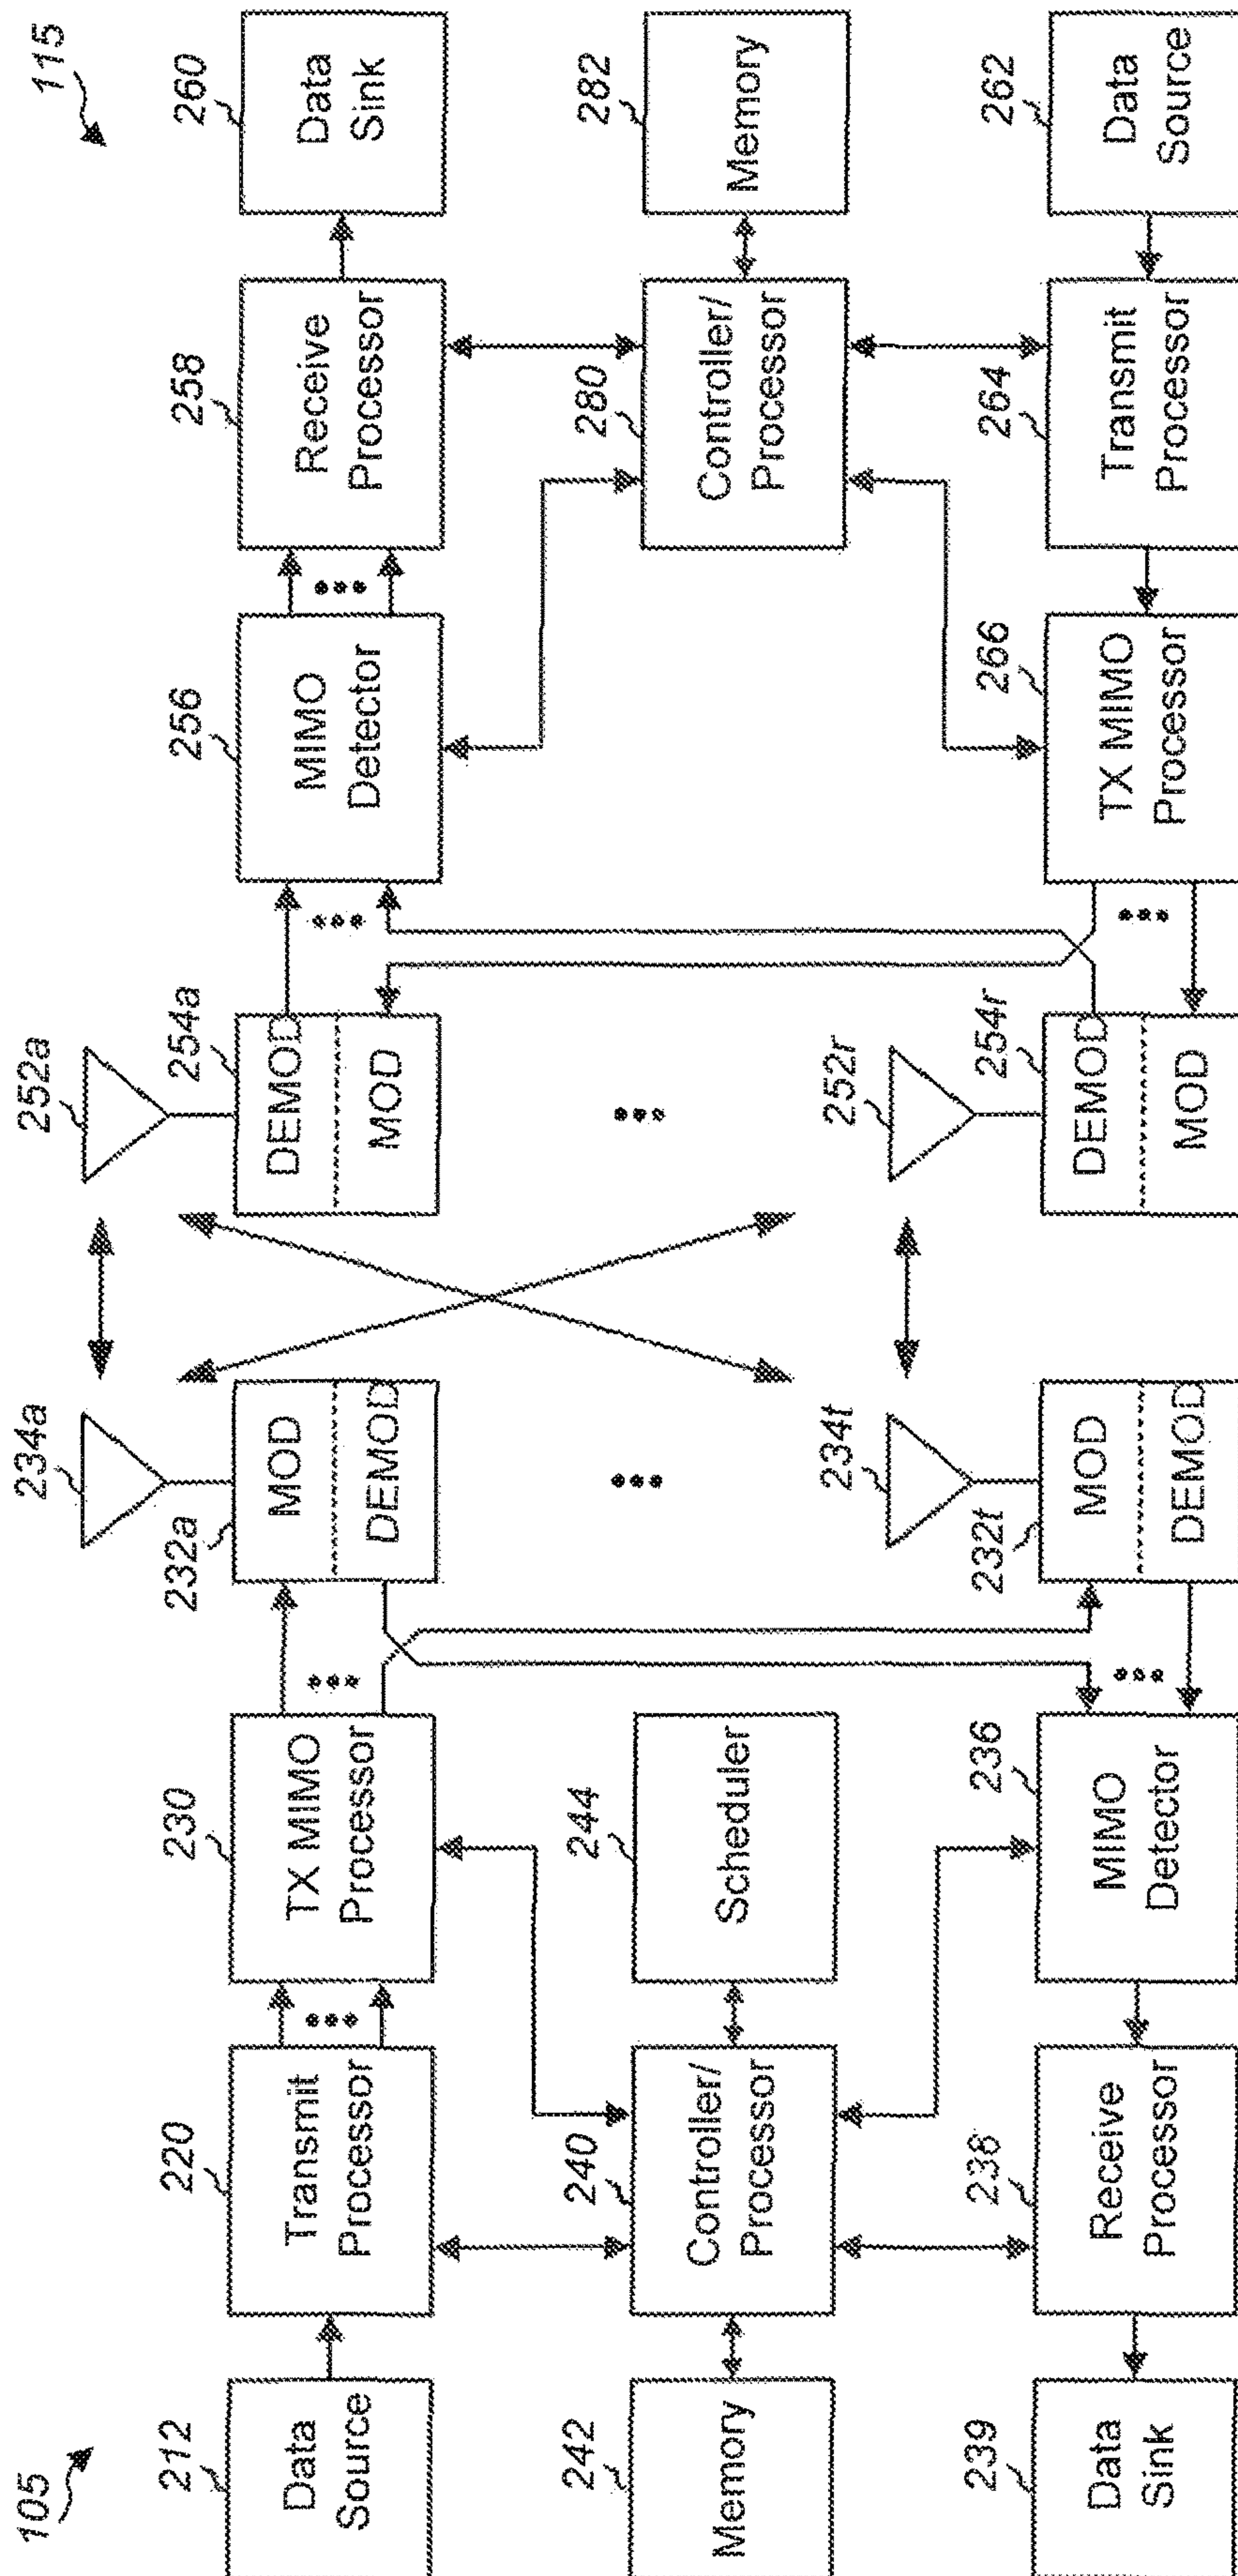 105
115
212
Data
Source
220
Transmit
Processor
230
TX MIMO
Processor
232a
MOD
DEMOD
234a
252a
254a
DEMOD
MOD
256
MIMO
Detector
258
Receive
Processor
260
Data
Sink
242
Memory
240
Controller/
Processor
244
Scheduler
280
Controller/
Processor
282
Memory
239
Data
Sink
238
Receive
Processor
236
MIMO
Detector
232t
MOD
DEMOD
234t
252r
254r
DEMOD
MOD
266
TX MIMO
Processor
264
Transmit
Processor
262
Data
Source